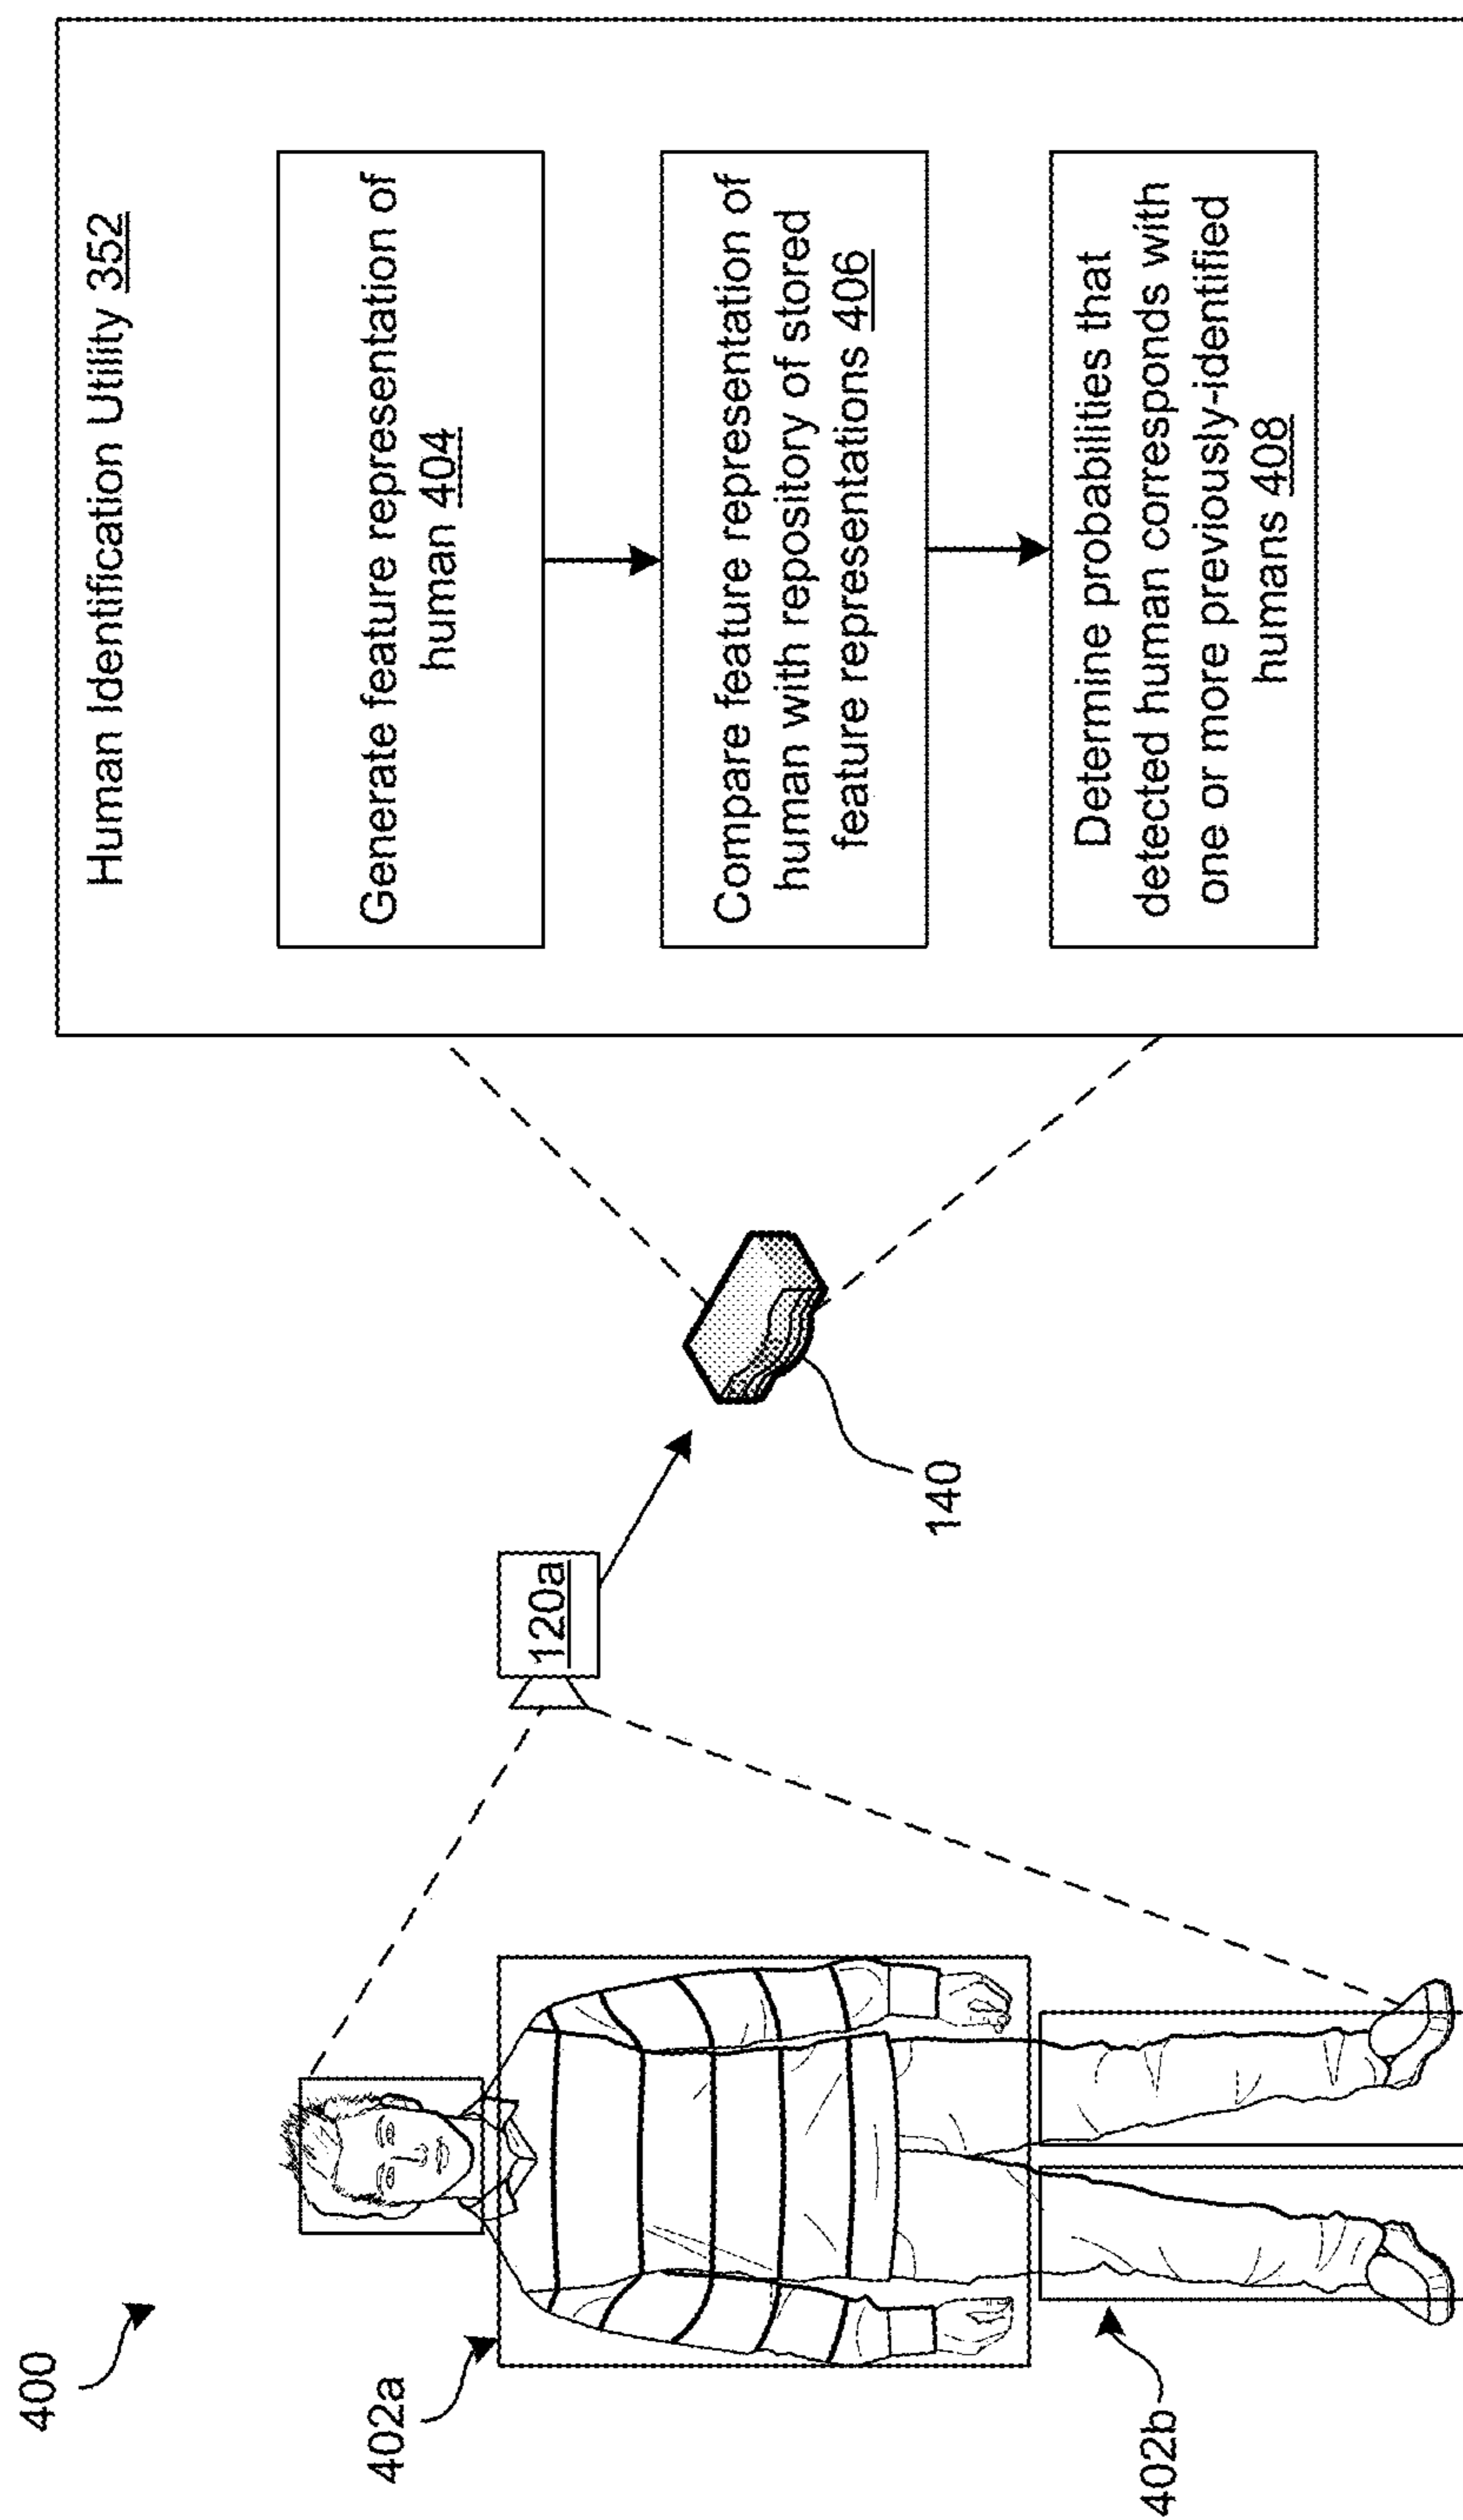 400
402a
402b
120a
140
Human Identification Utility 352
Generate feature representation of
human 404
Compare feature representation of
human with repository of stored
feature representations 406
Determine probabilities that
detected human corresponds with
one or more previously-identified
humans 408